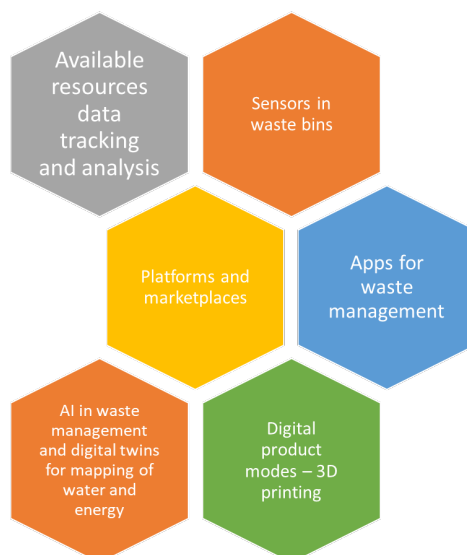 Available
resources
data
tracking
and analysis
Sensors in
waste bins
Platforms and
marketplaces
Apps for
waste
management
AI in waste
management
and digital twins
for mapping of
water and
energy
Digital
product
modes – 3D
printing